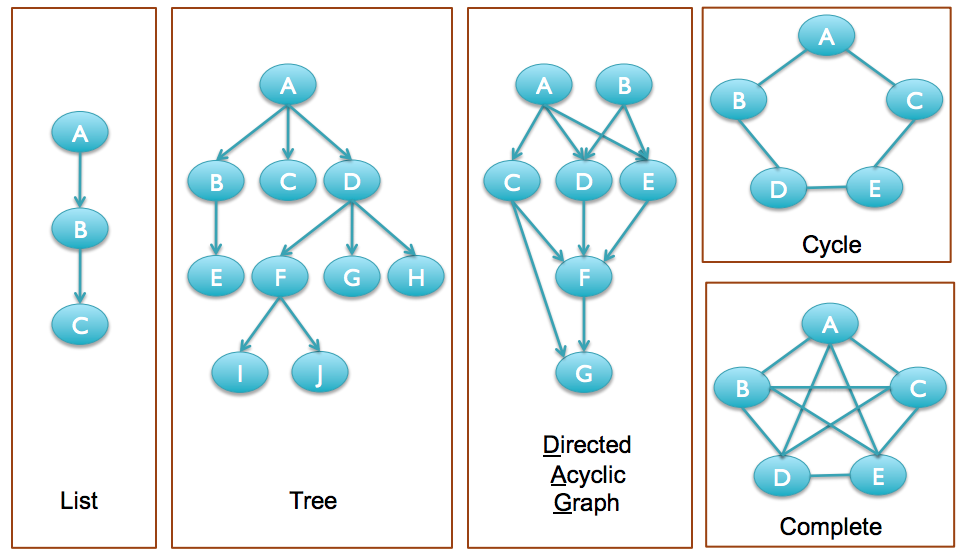 A
B
C
List
A
B C D
E F G H
I J
Tree
A B
C D E
F
G
Directed
Acyclic
Graph
A
B C
D E
Cycle
A
B C
D E
Complete